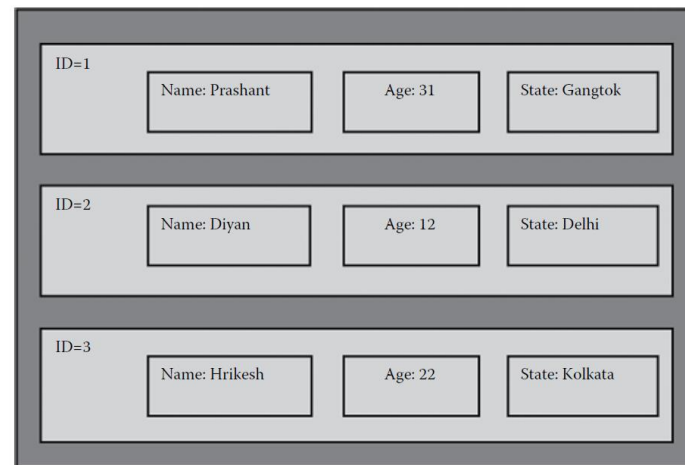 ID=1
Name: Prashant
Age: 31
State: Gangtok
ID=2
Name: Diyan
Age: 12
State: Delhi
ID=3
Name: Hrikesh
Age: 22
State: Kolkata